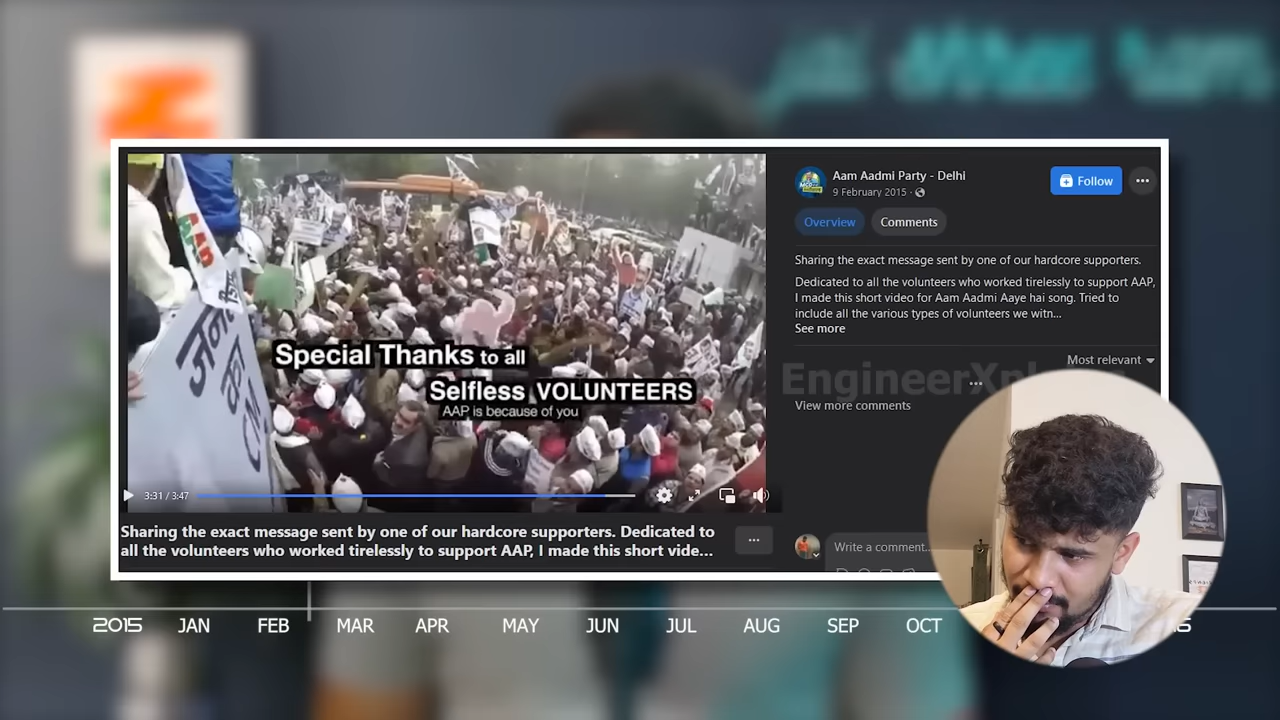 AAP
जन
का
CM
Special Thanks to all
Selfless VOLUNTEERS
AAP is because of you
3:31 / 3:47
Sharing the exact message sent by one of our hardcore supporters. Dedicated to
all the volunteers who worked tirelessly to support AAP, I made this short vide...
Aam Aadmi Party - Delhi
9 February 2015
Follow
Overview
Comments
Sharing the exact message sent by one of our hardcore supporters.
Dedicated to all the volunteers who worked tirelessly to support AAP,
I made this short video for Aam Aadmi Aaye hai song. Tried to
include all the various types of volunteers we witn...
See more
Most relevant
View more comments
Write a comment...
2015 JAN FEB MAR APR MAY JUN JUL AUG SEP OCT